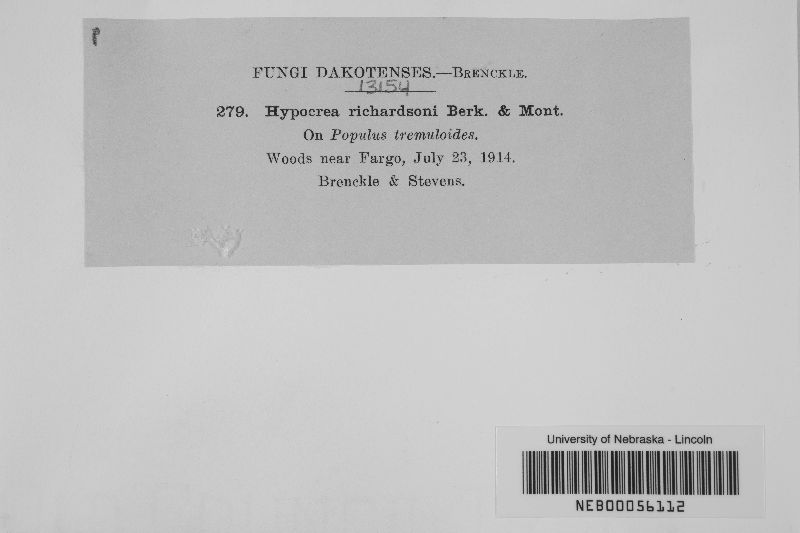 P
FUNGI DAKOTENSES.—BRENCKLE.
13154
279. Hypocrea richardsoni Berk. & Mont.
On Populus tremuloides.
Woods near Fargo, July 23, 1914.
Brenckle & Stevens.
University of Nebraska - Lincoln
NEB00056112